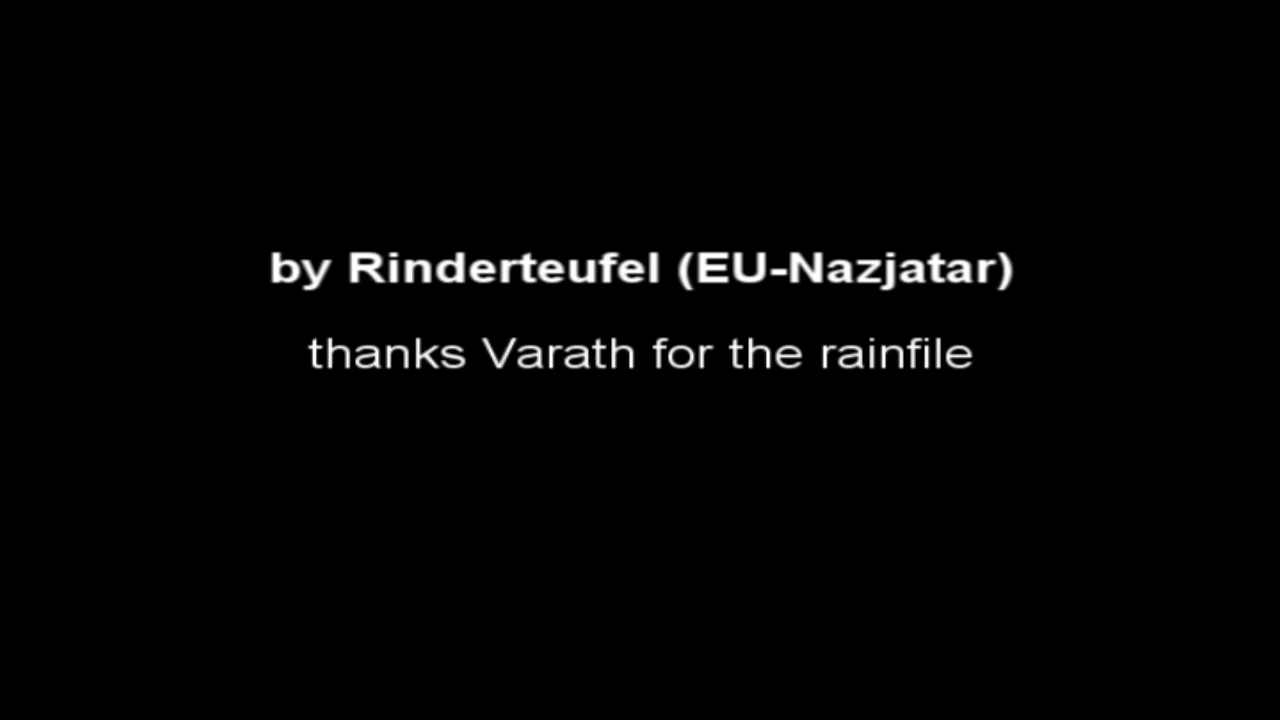 by Rinderteufel (EU-Nazjatar)
thanks Varath for the rainfile